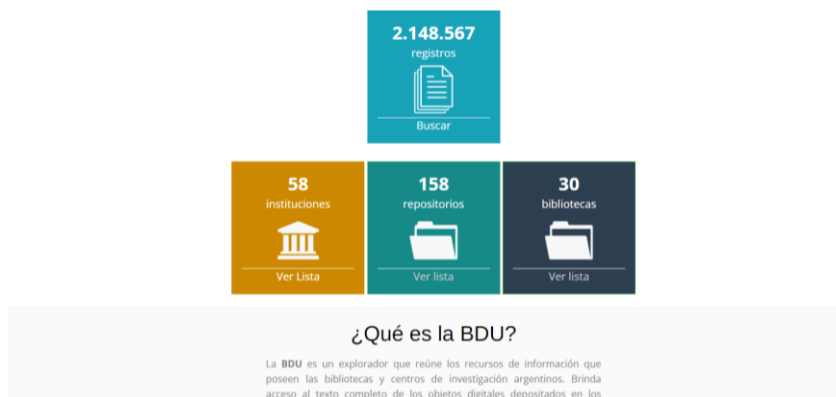 2.148.567
registros
Buscar
58
instituciones
Ver Lista
158
repositorios
Ver lista
30
bibliotecas
Ver lista
¿Qué es la BDU?
La BDU es un explorador que reúne los recursos de información que
poseen las bibliotecas y centros de investigación argentinos. Brinda
acceso al texto completo de los objetos digitales depositados en los